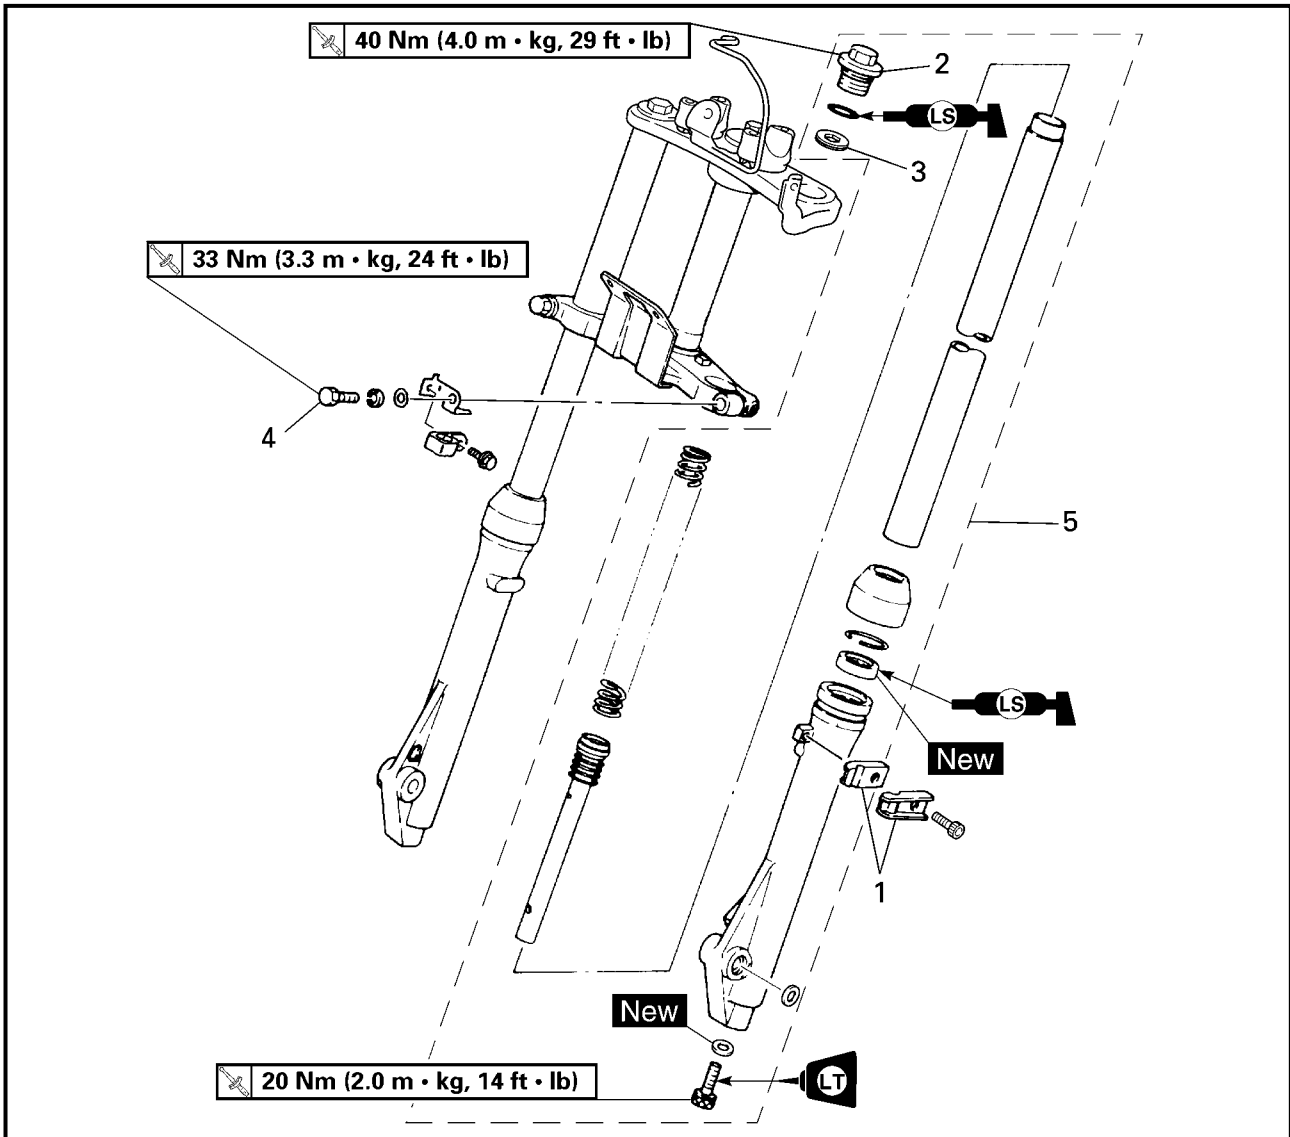 40 Nm (4.0 m • kg, 29 ft • lb)
2
LS
3
33 Nm (3.3 m • kg, 24 ft • lb)
4
5
LS
New
1
New
20 Nm (2.0 m • kg, 14 ft • lb)
LT